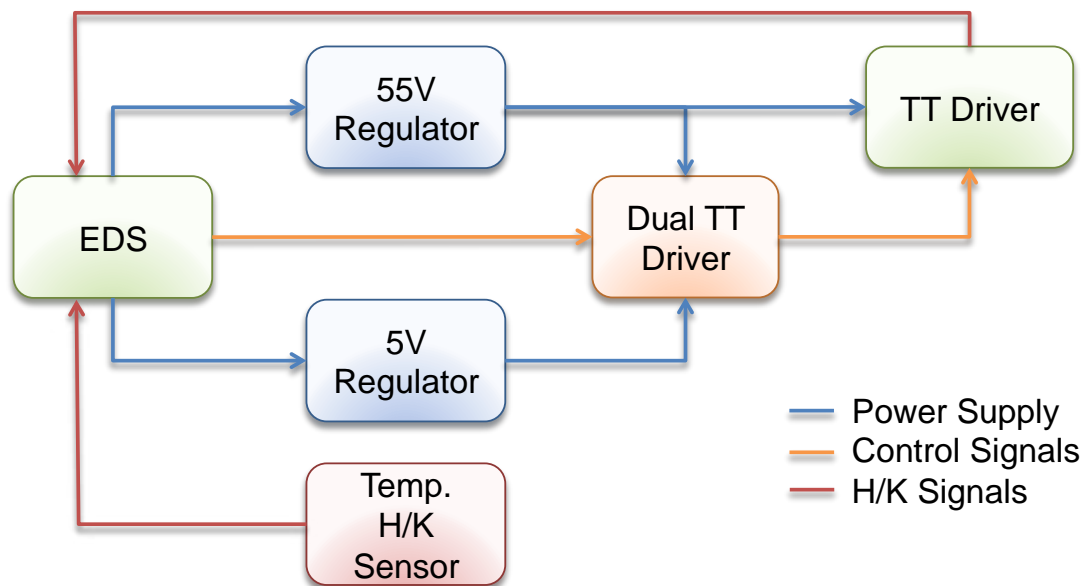 55V
Regulator
TT Driver
EDS
Dual TT
Driver
5V
Regulator
Temp.
H/K
Sensor
Power Supply
Control Signals
H/K Signals